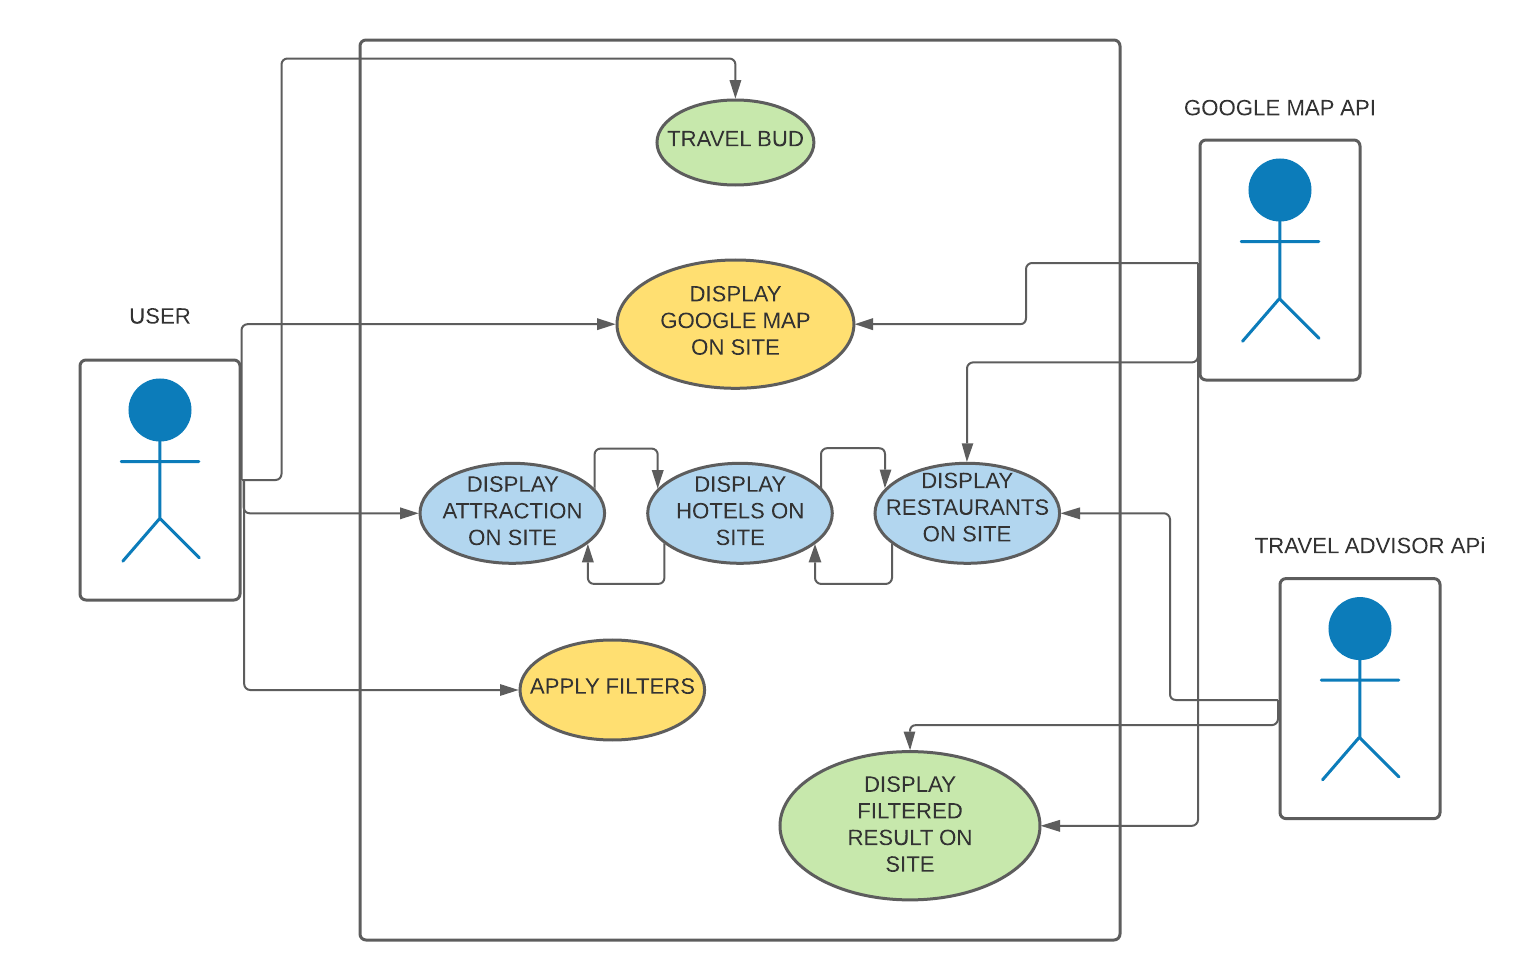 GOOGLE MAP API
TRAVEL BUD
USER
DISPLAY
GOOGLE MAP
ON SITE
DISPLAY
ATTRACTION
ON SITE
DISPLAY
HOTELS ON
SITE
DISPLAY
RESTAURANTS
ON SITE
TRAVEL ADVISOR APi
APPLY FILTERS
DISPLAY
FILTERED
RESULT ON
SITE